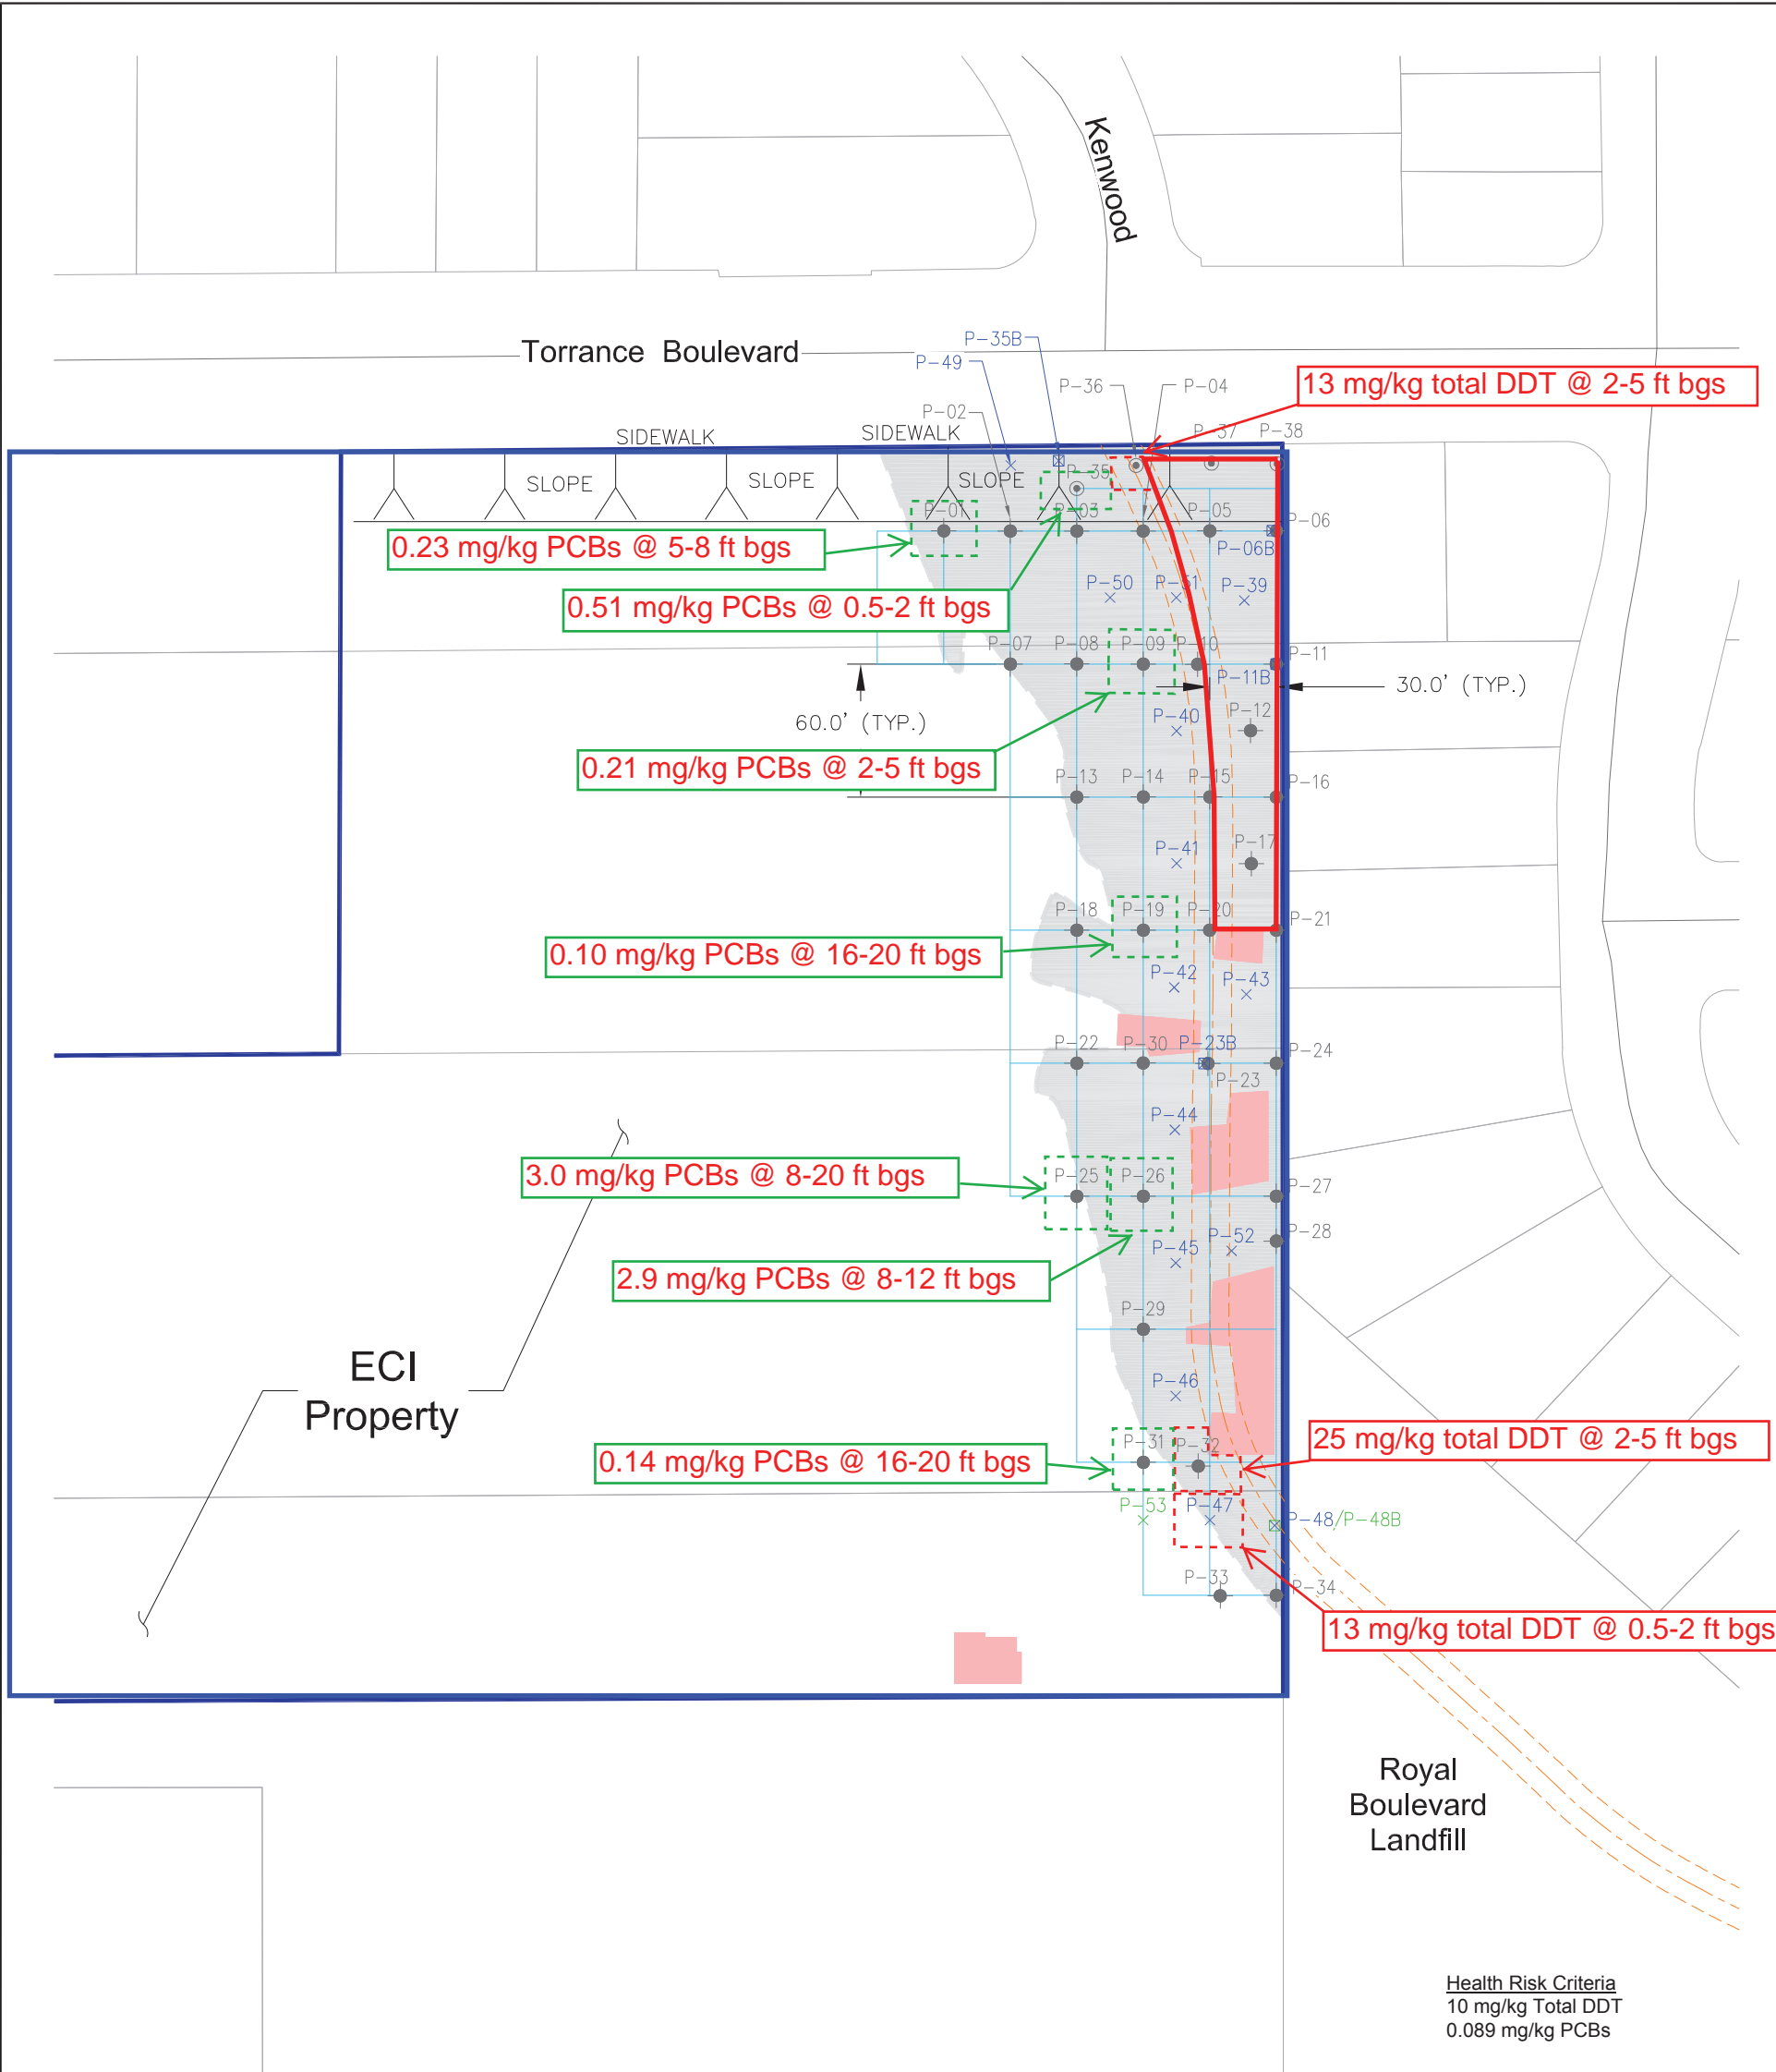 Kenwood
Torrance Boulevard
P-35B
P-49
P-36
P-04
P-02
13 mg/kg total DDT @ 2-5 ft bgs
P-37
P-38
SIDEWALK
SIDEWALK
SLOPE
SLOPE
SLOPE
P-35
P-01
P-03
P-05
P-06
P-06B
0.23 mg/kg PCBs @ 5-8 ft bgs
0.51 mg/kg PCBs @ 0.5-2 ft bgs
P-50
P-51
P-39
P-07
P-08
P-09
P-10
P-11
P-11B
30.0' (TYP.)
60.0' (TYP.)
P-40
P-12
0.21 mg/kg PCBs @ 2-5 ft bgs
P-13
P-14
P-15
P-16
P-41
P-17
P-18
P-19
P-20
P-21
0.10 mg/kg PCBs @ 16-20 ft bgs
P-42
P-43
P-22
P-30
P-23B
P-24
P-23
P-44
3.0 mg/kg PCBs @ 8-20 ft bgs
P-25
P-26
P-27
P-28
P-45
P-52
2.9 mg/kg PCBs @ 8-12 ft bgs
P-29
ECI
Property
P-46
0.14 mg/kg PCBs @ 16-20 ft bgs
P-31
P-32
25 mg/kg total DDT @ 2-5 ft bgs
P-53
P-47
P-48/P-48B
P-33
P-34
13 mg/kg total DDT @ 0.5-2 ft bgs
Royal
Boulevard
Landfill
Health Risk Criteria
10 mg/kg Total DDT
0.089 mg/kg PCBs